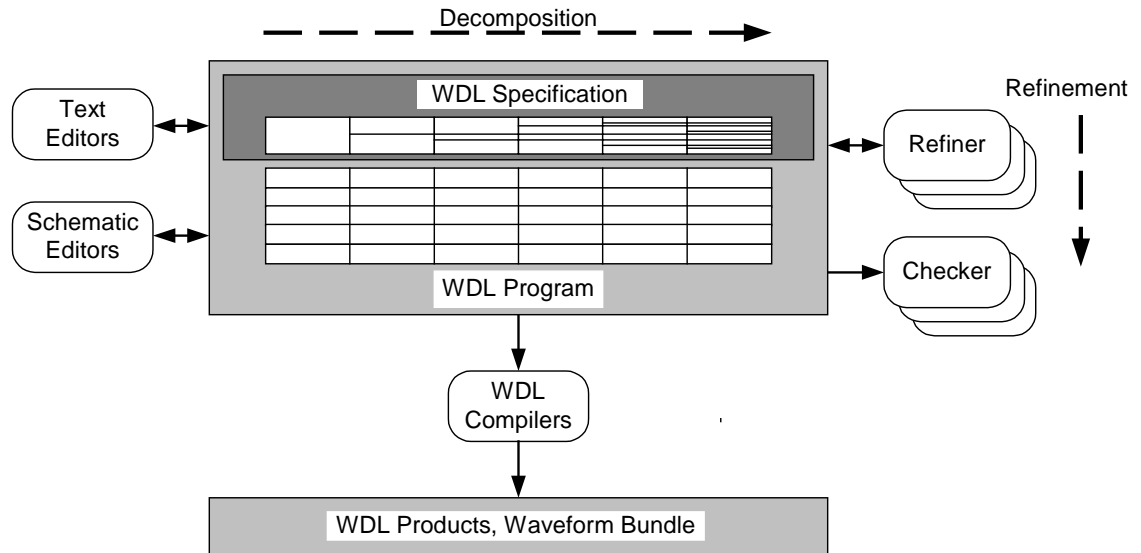 Decomposition
WDL Specification
Refinement
Text
Editors
Refiner
Schematic
Editors
Checker
WDL Program
WDL
Compilers
WDL Products, Waveform Bundle